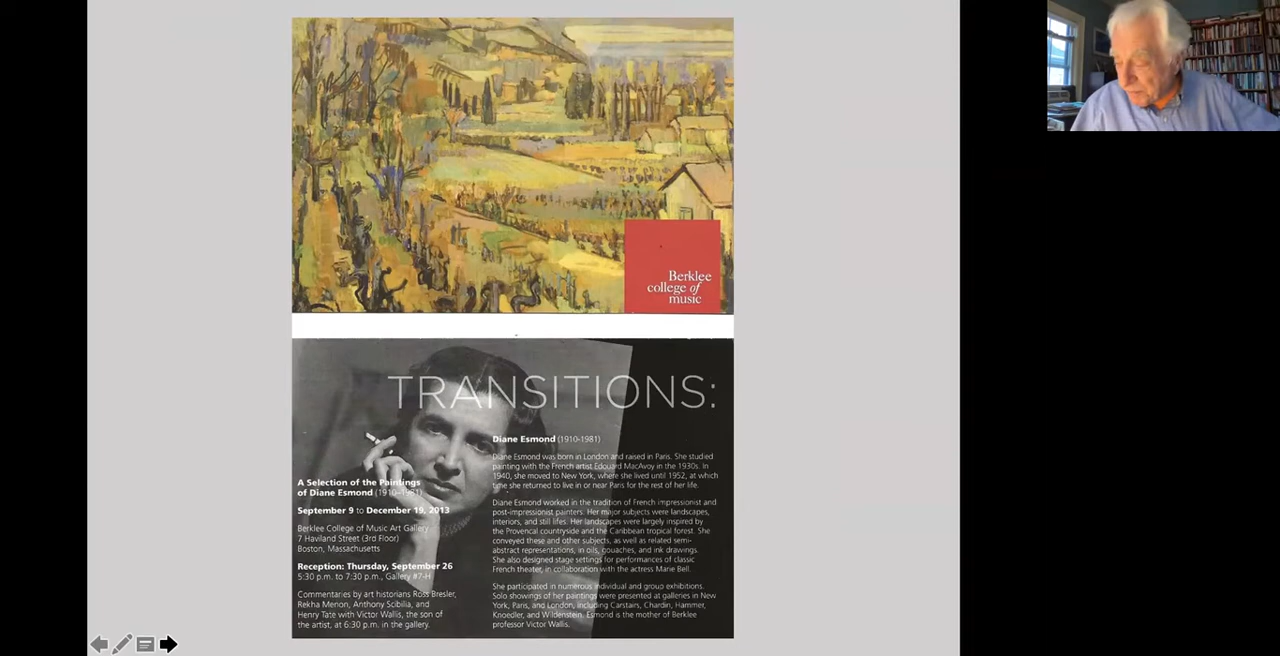 Berklee
college of
music
TRANSITIONS:
A Selection of the Paintings
of Diane Esmond (1910–1981)
September 9 to December 19, 2013
Berklee College of Music Art Gallery
7 Haviland Street (3rd Floor)
Boston, Massachusetts
Reception: Thursday, September 26
5:30 p.m. to 7:30 p.m., Gallery #7-H
Commentaries by art historians Ross Bresler,
Rekha Menon, Anthony Scibilia, and
Henry Tate with Victor Wallis, the son of
the artist, at 6:30 p.m. in the gallery.
Diane Esmond (1910-1981)
Diane Esmond was born in London and raised in Paris. She studied
painting with the French artist Edouard MacAvoy in the 1930s. In
1940, she moved to New York, where she lived until 1952, at which
time she returned to live in or near Paris for the rest of her life.
Diane Esmond worked in the tradition of French impressionist and
post-impressionist painters. Her major subjects were landscapes,
interiors, and still lifes. Her landscapes were largely inspired by
the Provencal countryside and the Caribbean tropical forest. She
conveyed these and other subjects, as well as related semi-
abstract representations, in oils, gouaches, and ink drawings.
She also designed stage settings for performances of classic
French theater, in collaboration with the actress Marie Bell.
She participated in numerous individual and group exhibitions.
Solo showings of her paintings were presented at galleries in New
York, Paris, and London, including Carstairs, Chardin, Hammer,
Knoedler, and Wildenstein. Esmond is the mother of Berklee
professor Victor Wallis.